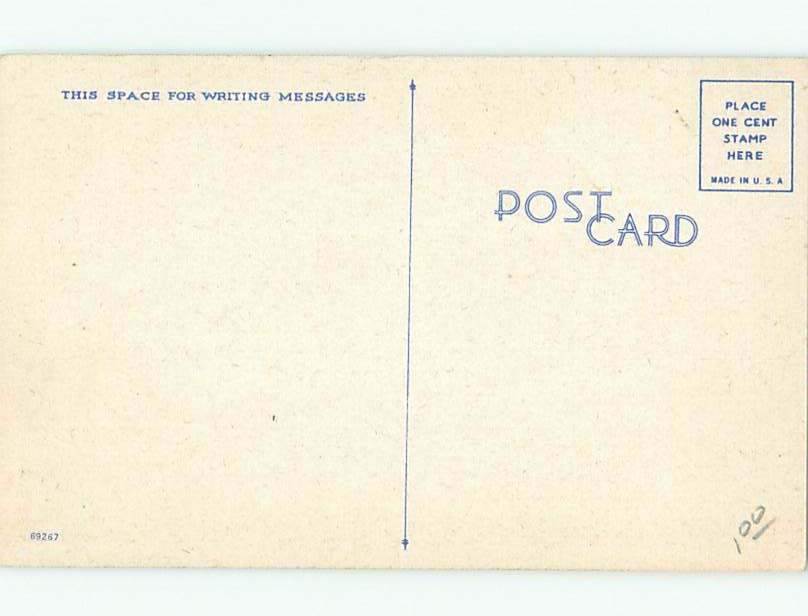 THIS SPACE FOR WRITING MESSAGES
PLACE
ONE CENT
STAMP
HERE
MADE IN U. S. A
POST
CARD
69267
100